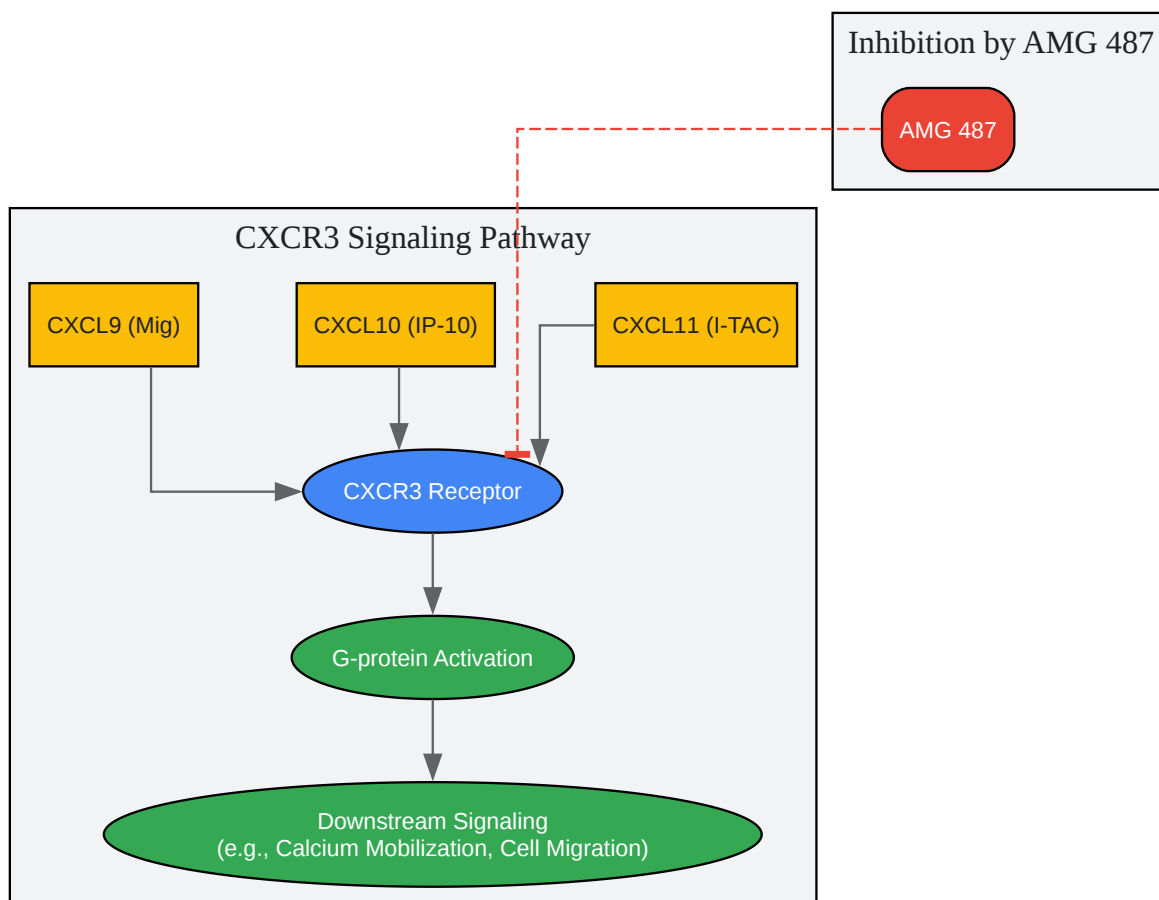 Inhibition by AMG 487
AMG 487
CXCR3 Signaling Pathway
CXCL9 (Mig)
CXCL10 (IP-10)
CXCL11 (I-TAC)
CXCR3 Receptor
G-protein Activation
Downstream Signaling
(e.g., Calcium Mobilization, Cell Migration)